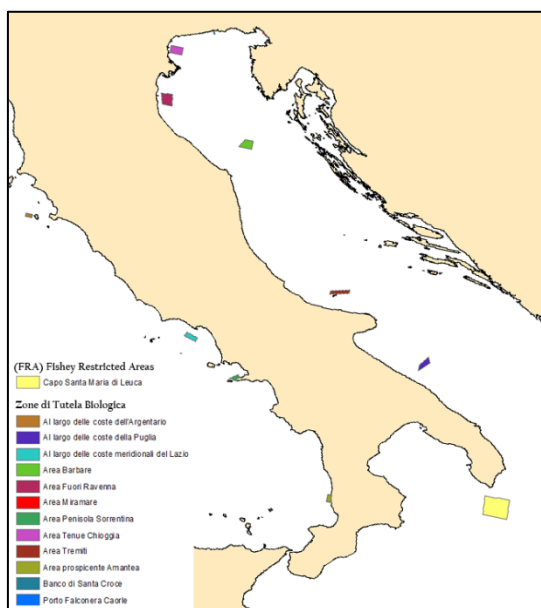 (FRA) Fishey Restricted Areas
Capo Santa Maria di Leuca
Zone di Tutela Biologica
Al largo delle coste dell'Argentario
Al largo delle coste della Puglia
Al largo delle coste meridionali del Lazio
Area Barbare
Area Fuori Ravenna
Area Miramare
Area Penisola Sorrentina
Area Tenue Chioggia
Area Tremiti
Area prospicente Amantea
Banco di Santa Croce
Porto Falconera Caorle